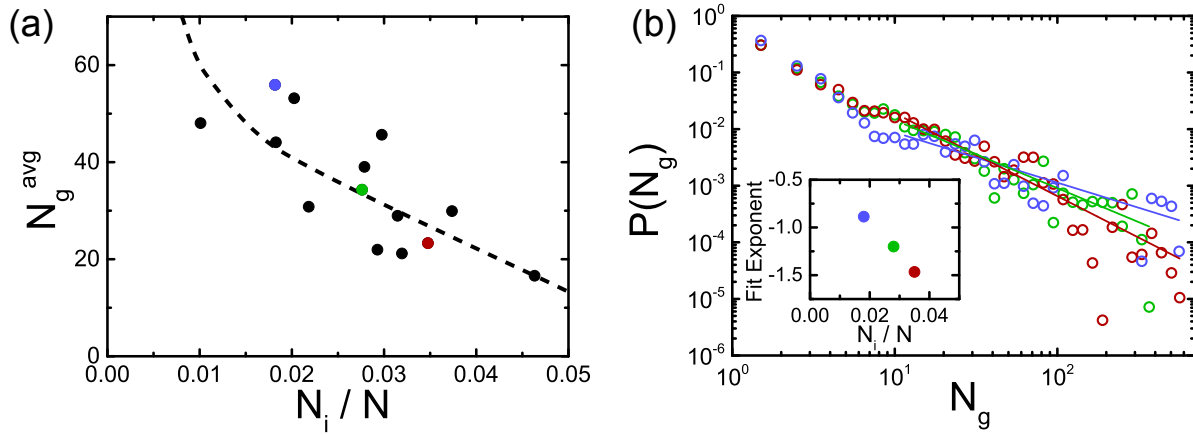 (a)
N_g^avg
60
40
20
0
0.00 0.01 0.02 0.03 0.04 0.05
N_i / N
(b)
P(N_g)
10^0
10^-1
10^-2
10^-3
10^-4
10^-5
10^-6
10^0 10^1 10^2
N_g
Fit Exponent
-0.5
-1.0
-1.5
0.00 0.02 0.04
N_i / N